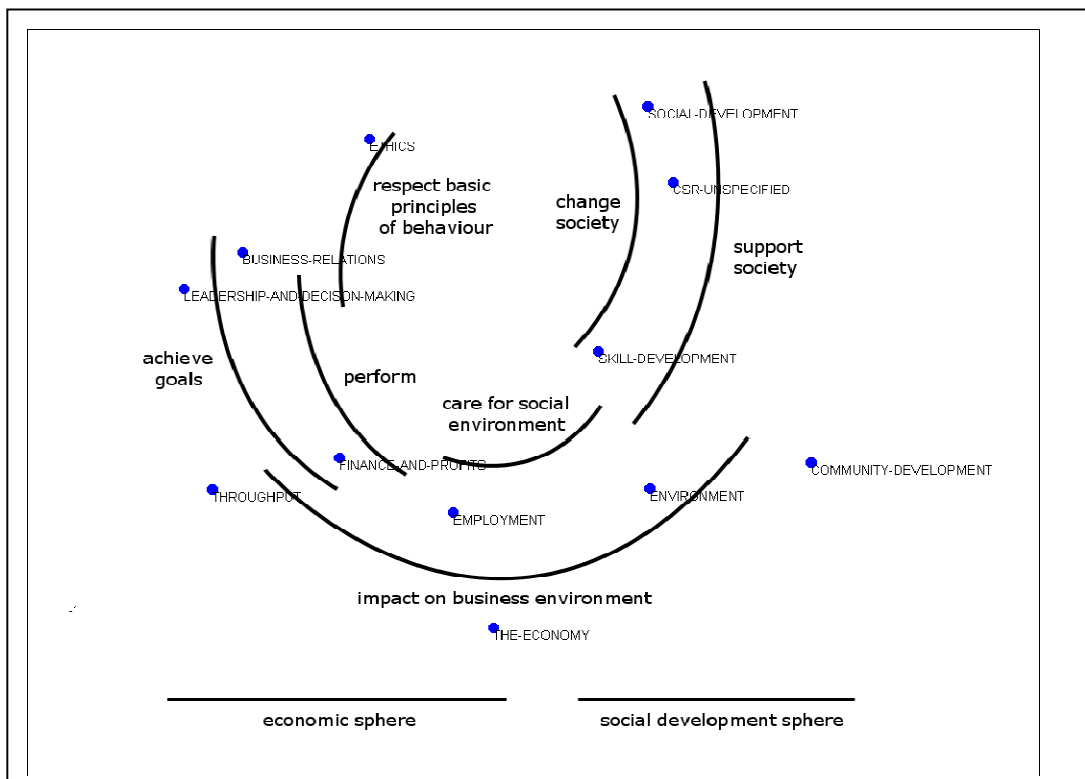 SOCIAL-DEVELOPMENT
ETHICS
respect basic
principles
of behaviour
CSR-UNSPECIFIED
change
society
support
society
BUSINESS-RELATIONS
LEADERSHIP-AND-DECISON-MAKING
achieve
goals
perform
SKILL-DEVELOPMENT
care for social
environment
FINANCE-AND-PROFITS
COMMUNITY-DEVELOPMENT
THROUGHPUT
ENVIRONMENT
EMPLOYMENT
impact on business environment
THE-ECONOMY
economic sphere
social development sphere